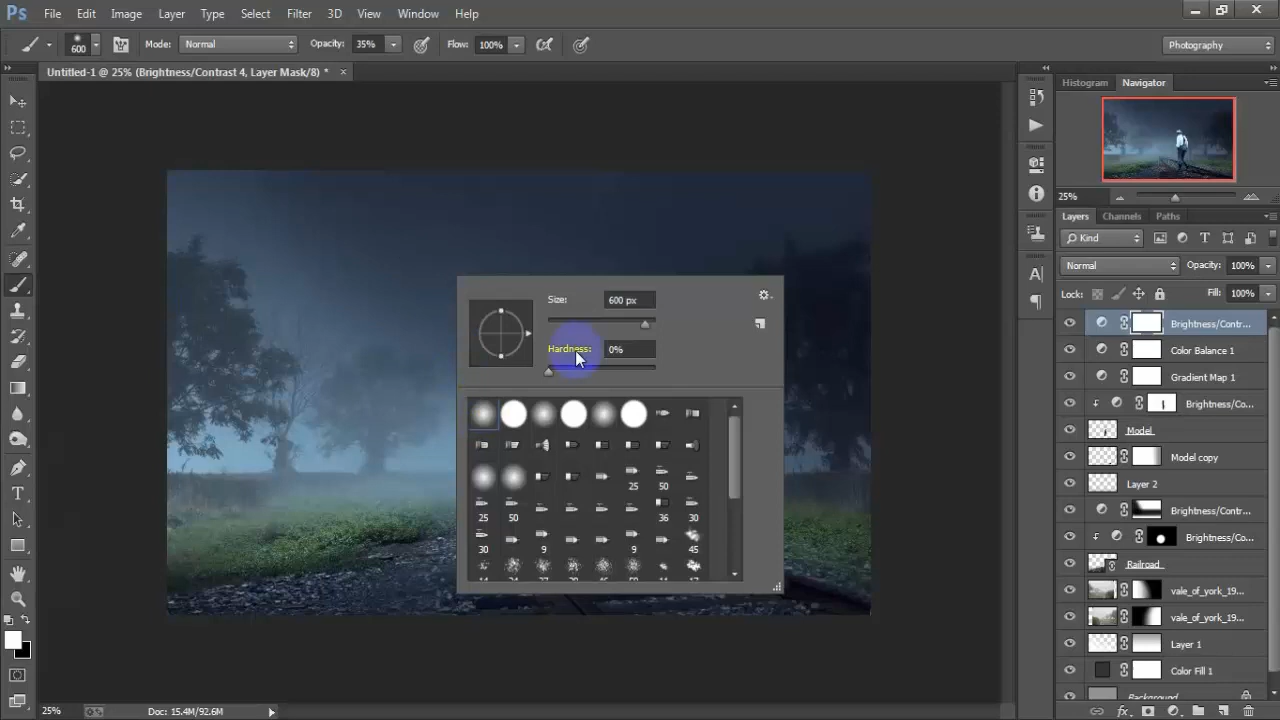 Ps File Edit Image Layer Type Select Filter 3D View Window Help
600 Mode: Normal Opacity: 35% Flow: 100% Photography
Untitled-1 @ 25% (Brightness/Contrast 4, Layer Mask/8) * ×
Histogram Navigator
25%
Layers Channels Paths
Kind
Normal Opacity: 100%
Lock: Fill: 100%
Brightness/Contr...
Color Balance 1
Gradient Map 1
Brightness/Co...
Model
Model copy
Layer 2
Brightness/Contr...
Brightness/Co...
Railroad
vale_of_york_19...
vale_of_york_19...
Layer 1
Color Fill 1
Background
Size: 600 px
Hardness: 0%
25 50
25 50 36 30
30 9 9 45
25% Doc: 15.4M/92.6M